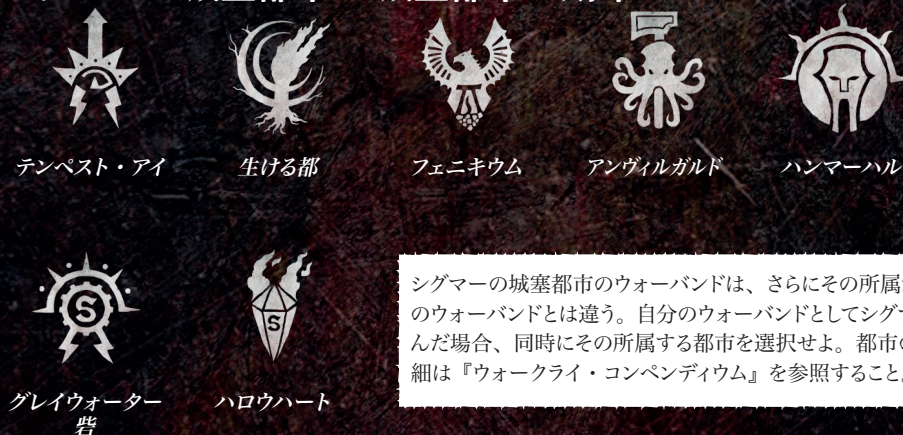 テンペスト・アイ
生ける都
フェニキウム
アンヴィルガルド
ハンマーハル
グレイウォーター
砦
ハロウハート
シグマーの城塞都市のウォーバンドは、さらにその所属
のウォーバンドとは違う。自分のウォーバンドとしてシグ
んだ場合、同時にその所属する都市を選択せよ。都市の
細は『ウォークライ・コンペンディウム』を参照すること。